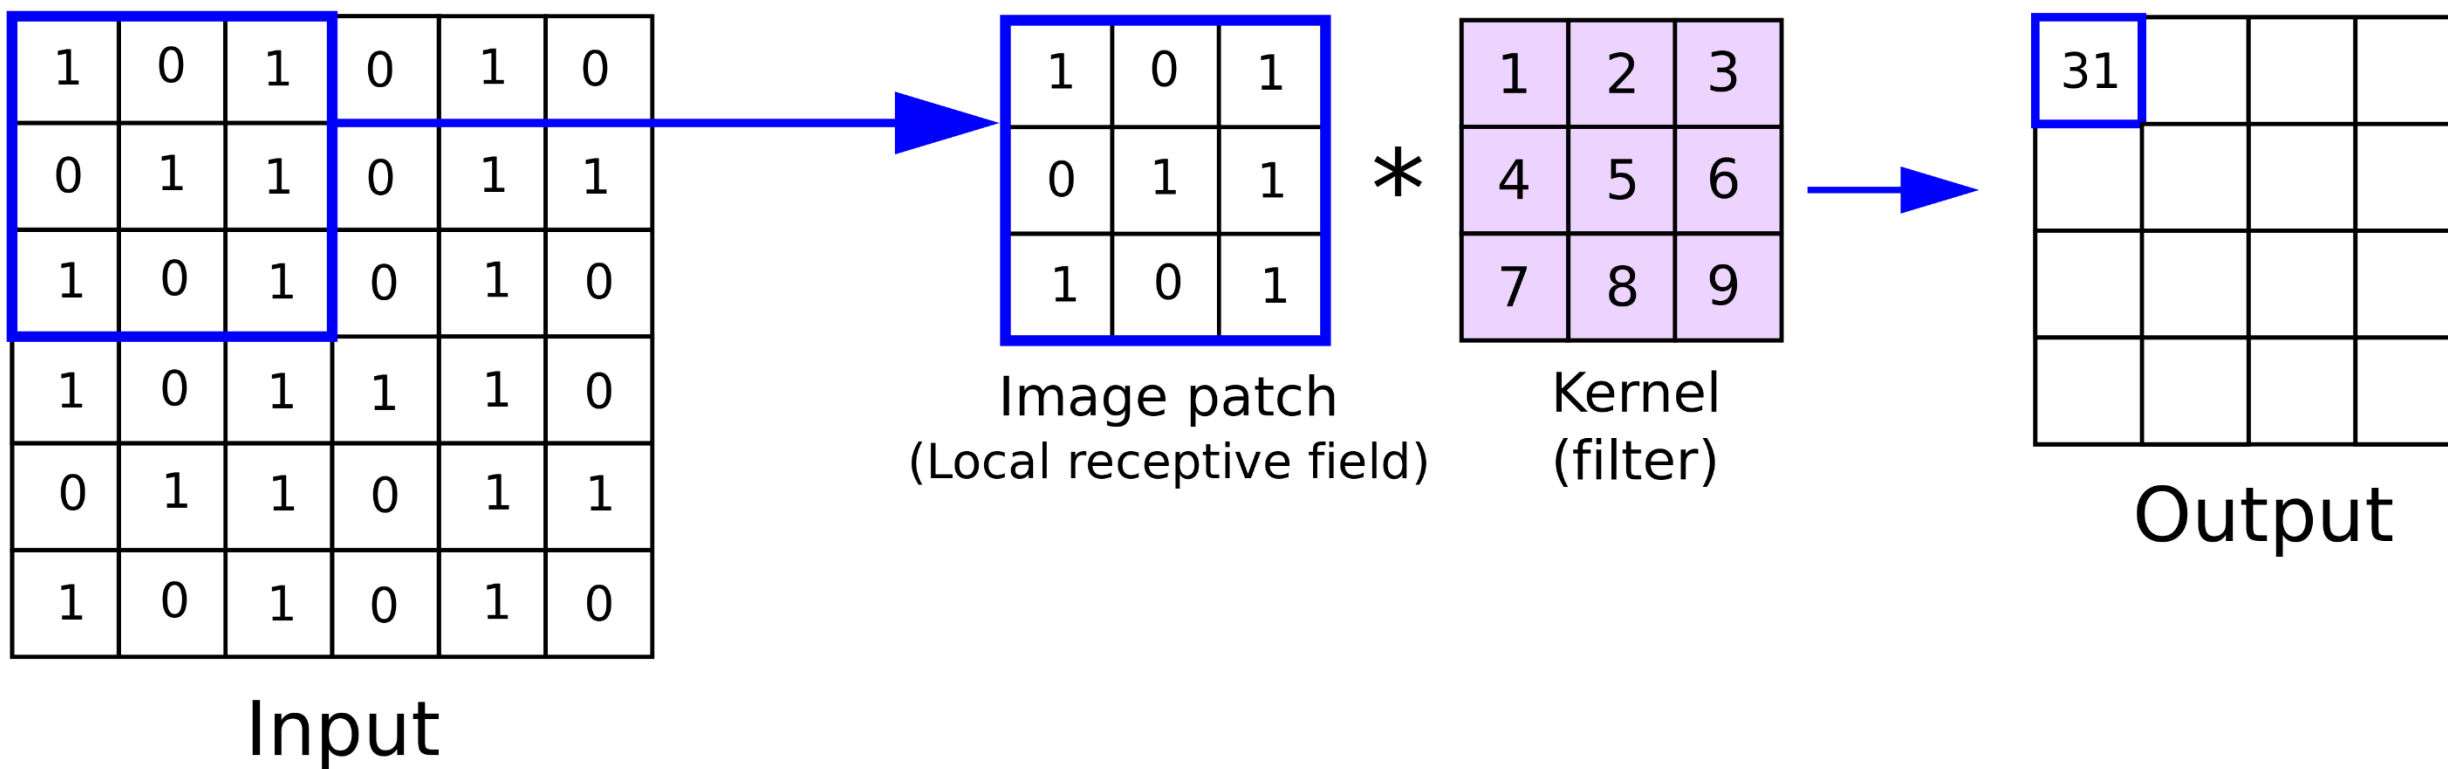 1 0 1 0 1 0
0 1 1 0 1 1
1 0 1 0 1 0
1 0 1 1 1 0
0 1 1 0 1 1
1 0 1 0 1 0
Input
1 0 1
0 1 1
1 0 1
Image patch
(Local receptive field)
*
1 2 3
4 5 6
7 8 9
Kernel
(filter)
31
Output